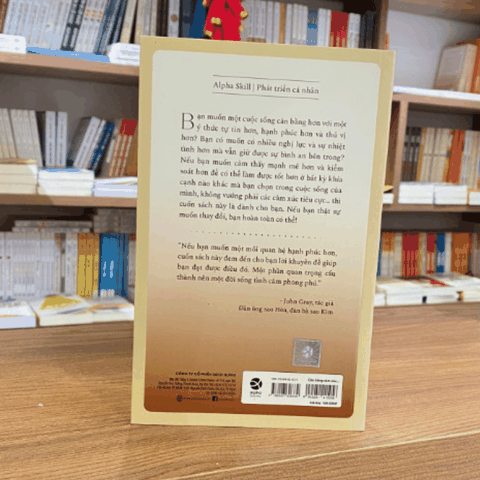 Alpha Skill | Phát triển cá nhân
Bạn muốn một cuộc sống cân bằng hơn với một
ý thức tự tin hơn, hạnh phúc hơn và thú vị
hơn? Bạn có muốn có nhiều nghị lực và sự nhiệt
tình hơn mà vẫn giữ được sự bình an bên trong?
Nếu bạn muốn cảm thấy mạnh mẽ hơn và kiểm
soát hơn để có thể làm được tốt hơn ở bất kỳ khía
cạnh nào khác mà bạn chọn trong cuộc sống của
mình, không vướng phải các cảm xúc tiêu cực... thì
cuốn sách này là dành cho bạn. Nếu bạn thật sự
muốn thay đổi, bạn hoàn toàn có thể!
"Nếu bạn muốn một mối quan hệ hạnh phúc hơn,
cuốn sách này đem đến cho bạn lời khuyên để giúp
bạn đạt được điều đó. Một phần quan trọng cấu
thành nên một đời sống tình cảm phong phú."
- John Gray, tác giả
Đàn ông sao Hỏa, đàn bà sao Kim